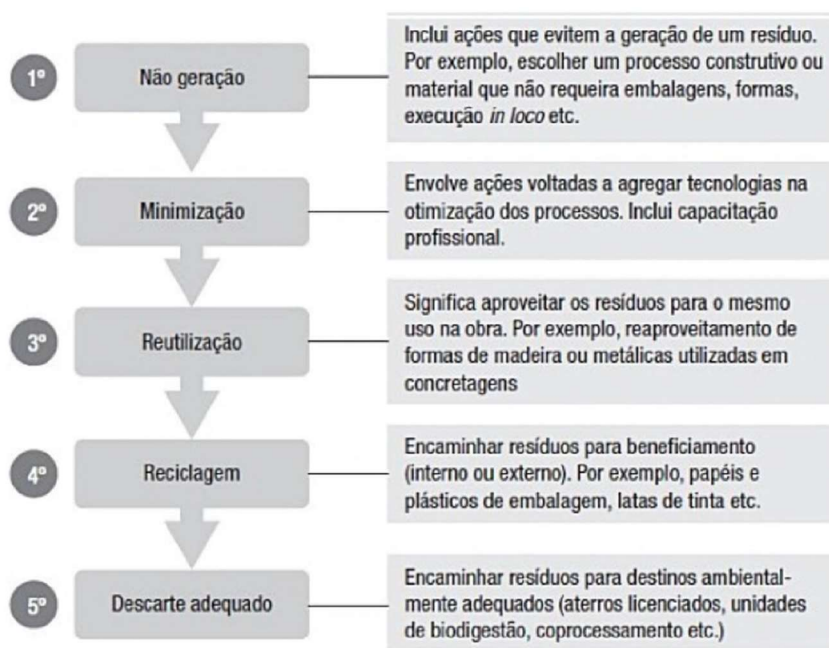 1º
Não geração
Inclui ações que evitem a geração de um resíduo.
Por exemplo, escolher um processo construtivo ou
material que não requeira embalagens, formas,
execução in loco etc.
2º
Minimização
Envolve ações voltadas a agregar tecnologias na
otimização dos processos. Inclui capacitação
profissional.
3º
Reutilização
Significa aproveitar os resíduos para o mesmo
uso na obra. Por exemplo, reaproveitamento de
formas de madeira ou metálicas utilizadas em
concretagens
4º
Reciclagem
Encaminhar resíduos para beneficiamento
(interno ou externo). Por exemplo, papéis e
plásticos de embalagem, latas de tinta etc.
5º
Descarte adequado
Encaminhar resíduos para destinos ambiental-
mente adequados (aterros licenciados, unidades
de biodigestão, coprocessamento etc.)